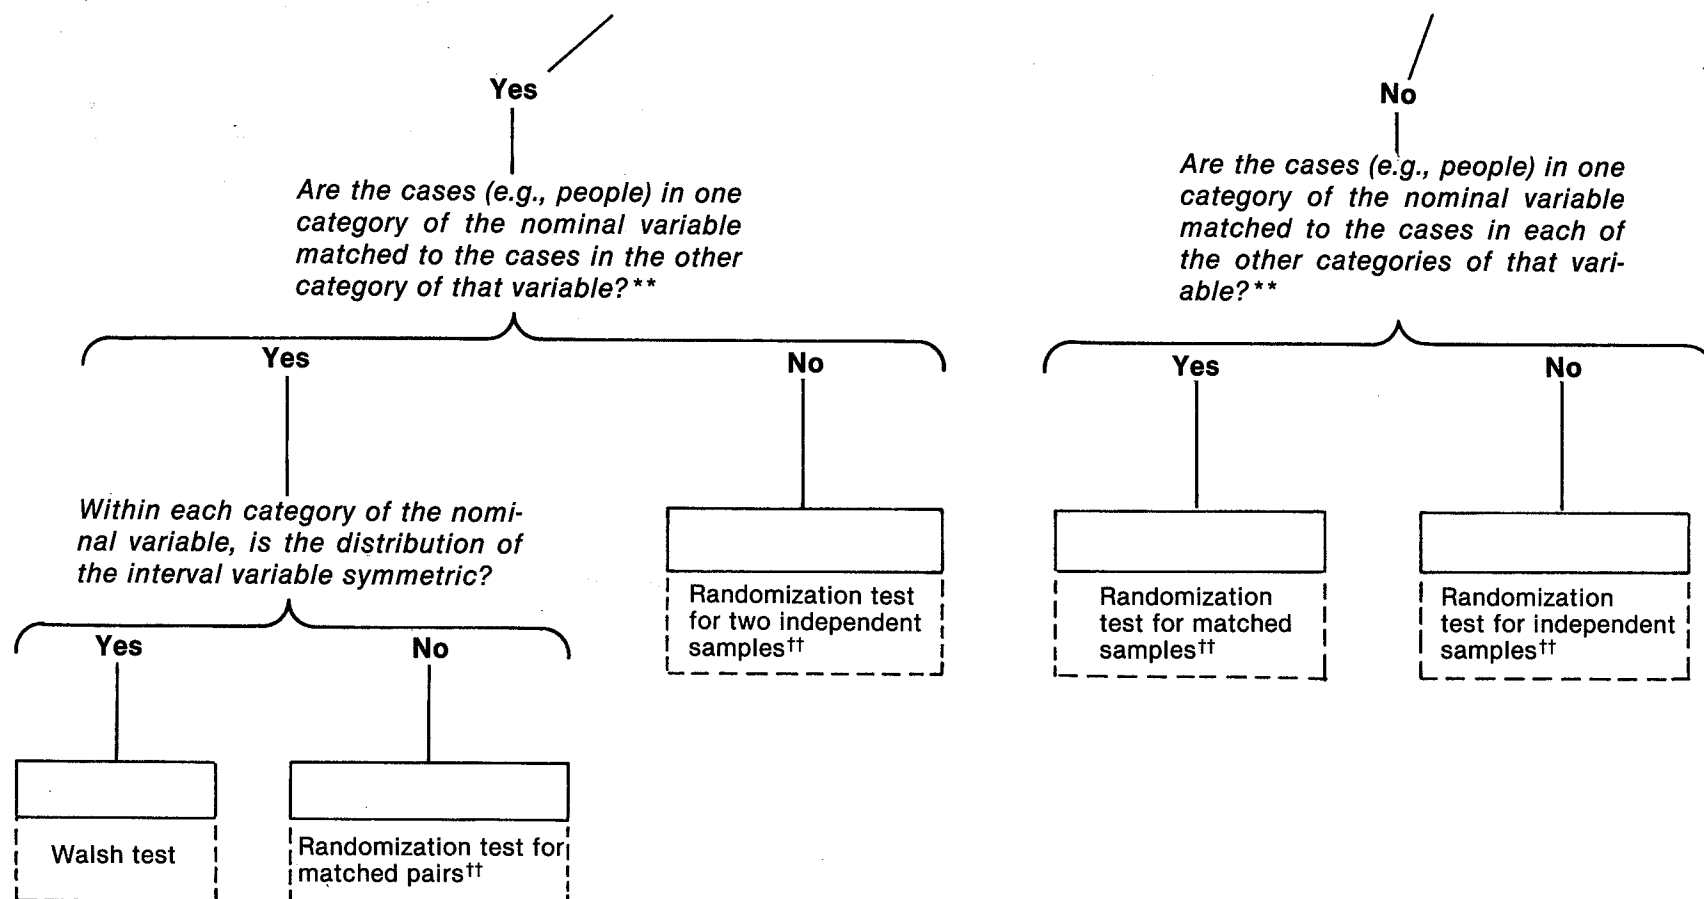 Yes
Are the cases (e.g., people) in one
category of the nominal variable
matched to the cases in the other
category of that variable?**
Yes
No
Within each category of the nomi-
nal variable, is the distribution of
the interval variable symmetric?
Yes
No
Walsh test
Randomization test for
matched pairs††
Randomization test
for two independent
samples††
No
Are the cases (e.g., people) in one
category of the nominal variable
matched to the cases in each of
the other categories of that vari-
able?**
Yes
No
Randomization
test for matched
samples††
Randomization
test for independent
samples††